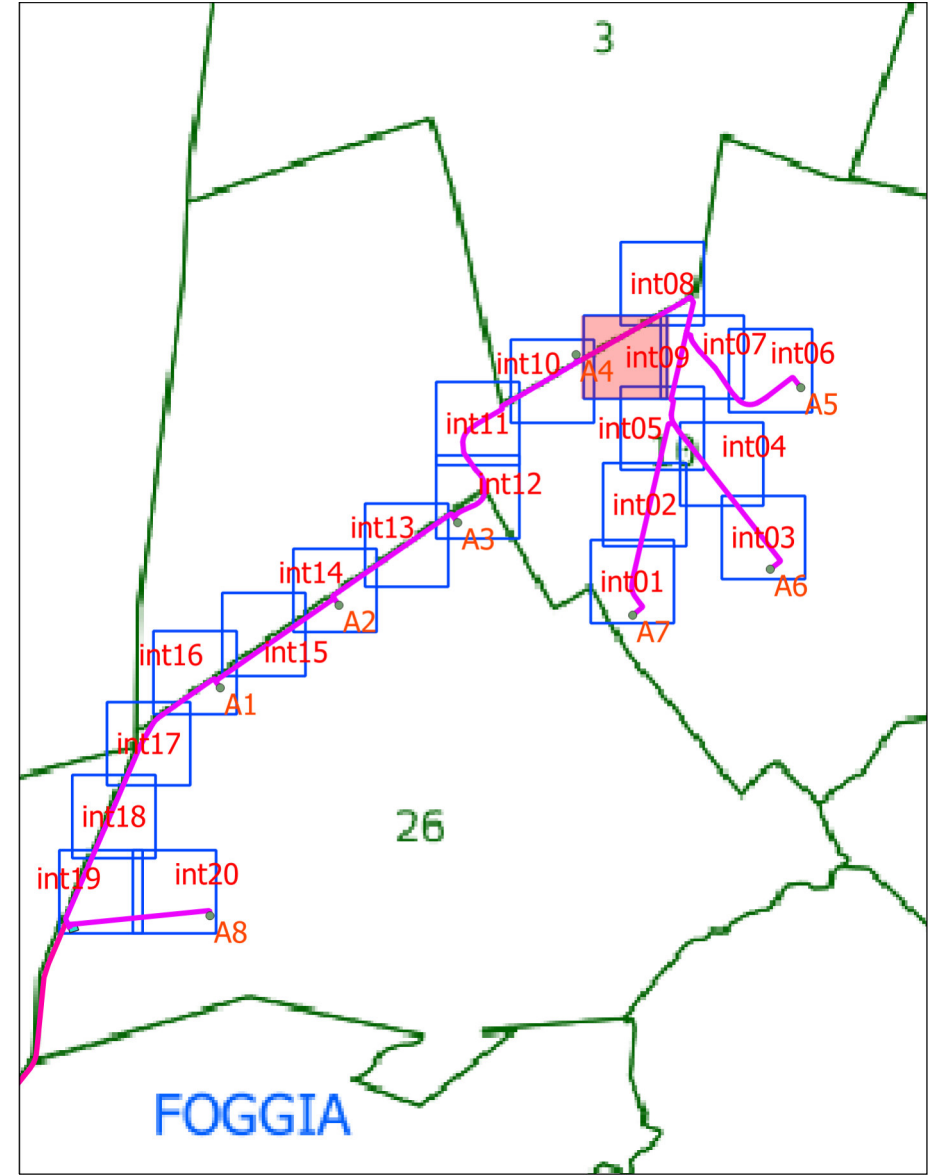 3
int08
int07
int06
int09
int10
A4
A5
int11
int05
int04
int12
int02
int13
A3
int03
int14
int01
A6
A2
A7
int16
int15
A1
int17
int18
26
int19
int20
A8
FOGGIA